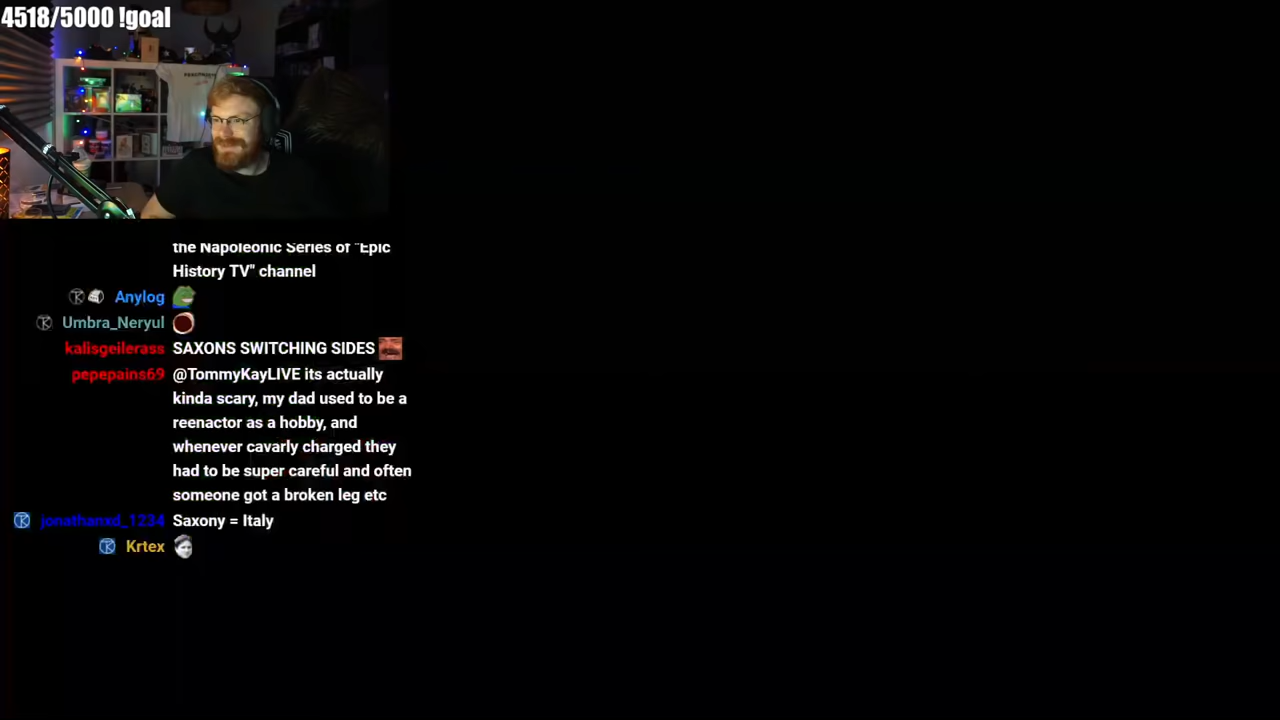 4518/5000 !goal
the Napoleonic Series of "Epic
History TV" channel
Anylog
Umbra_Neryul
kalisgeilerass SAXONS SWITCHING SIDES
pepepains69 @TommyKayLIVE its actually
kinda scary, my dad used to be a
reenactor as a hobby, and
whenever cavarly charged they
had to be super careful and often
someone got a broken leg etc
jonathanxd_1234 Saxony = Italy
Krtex